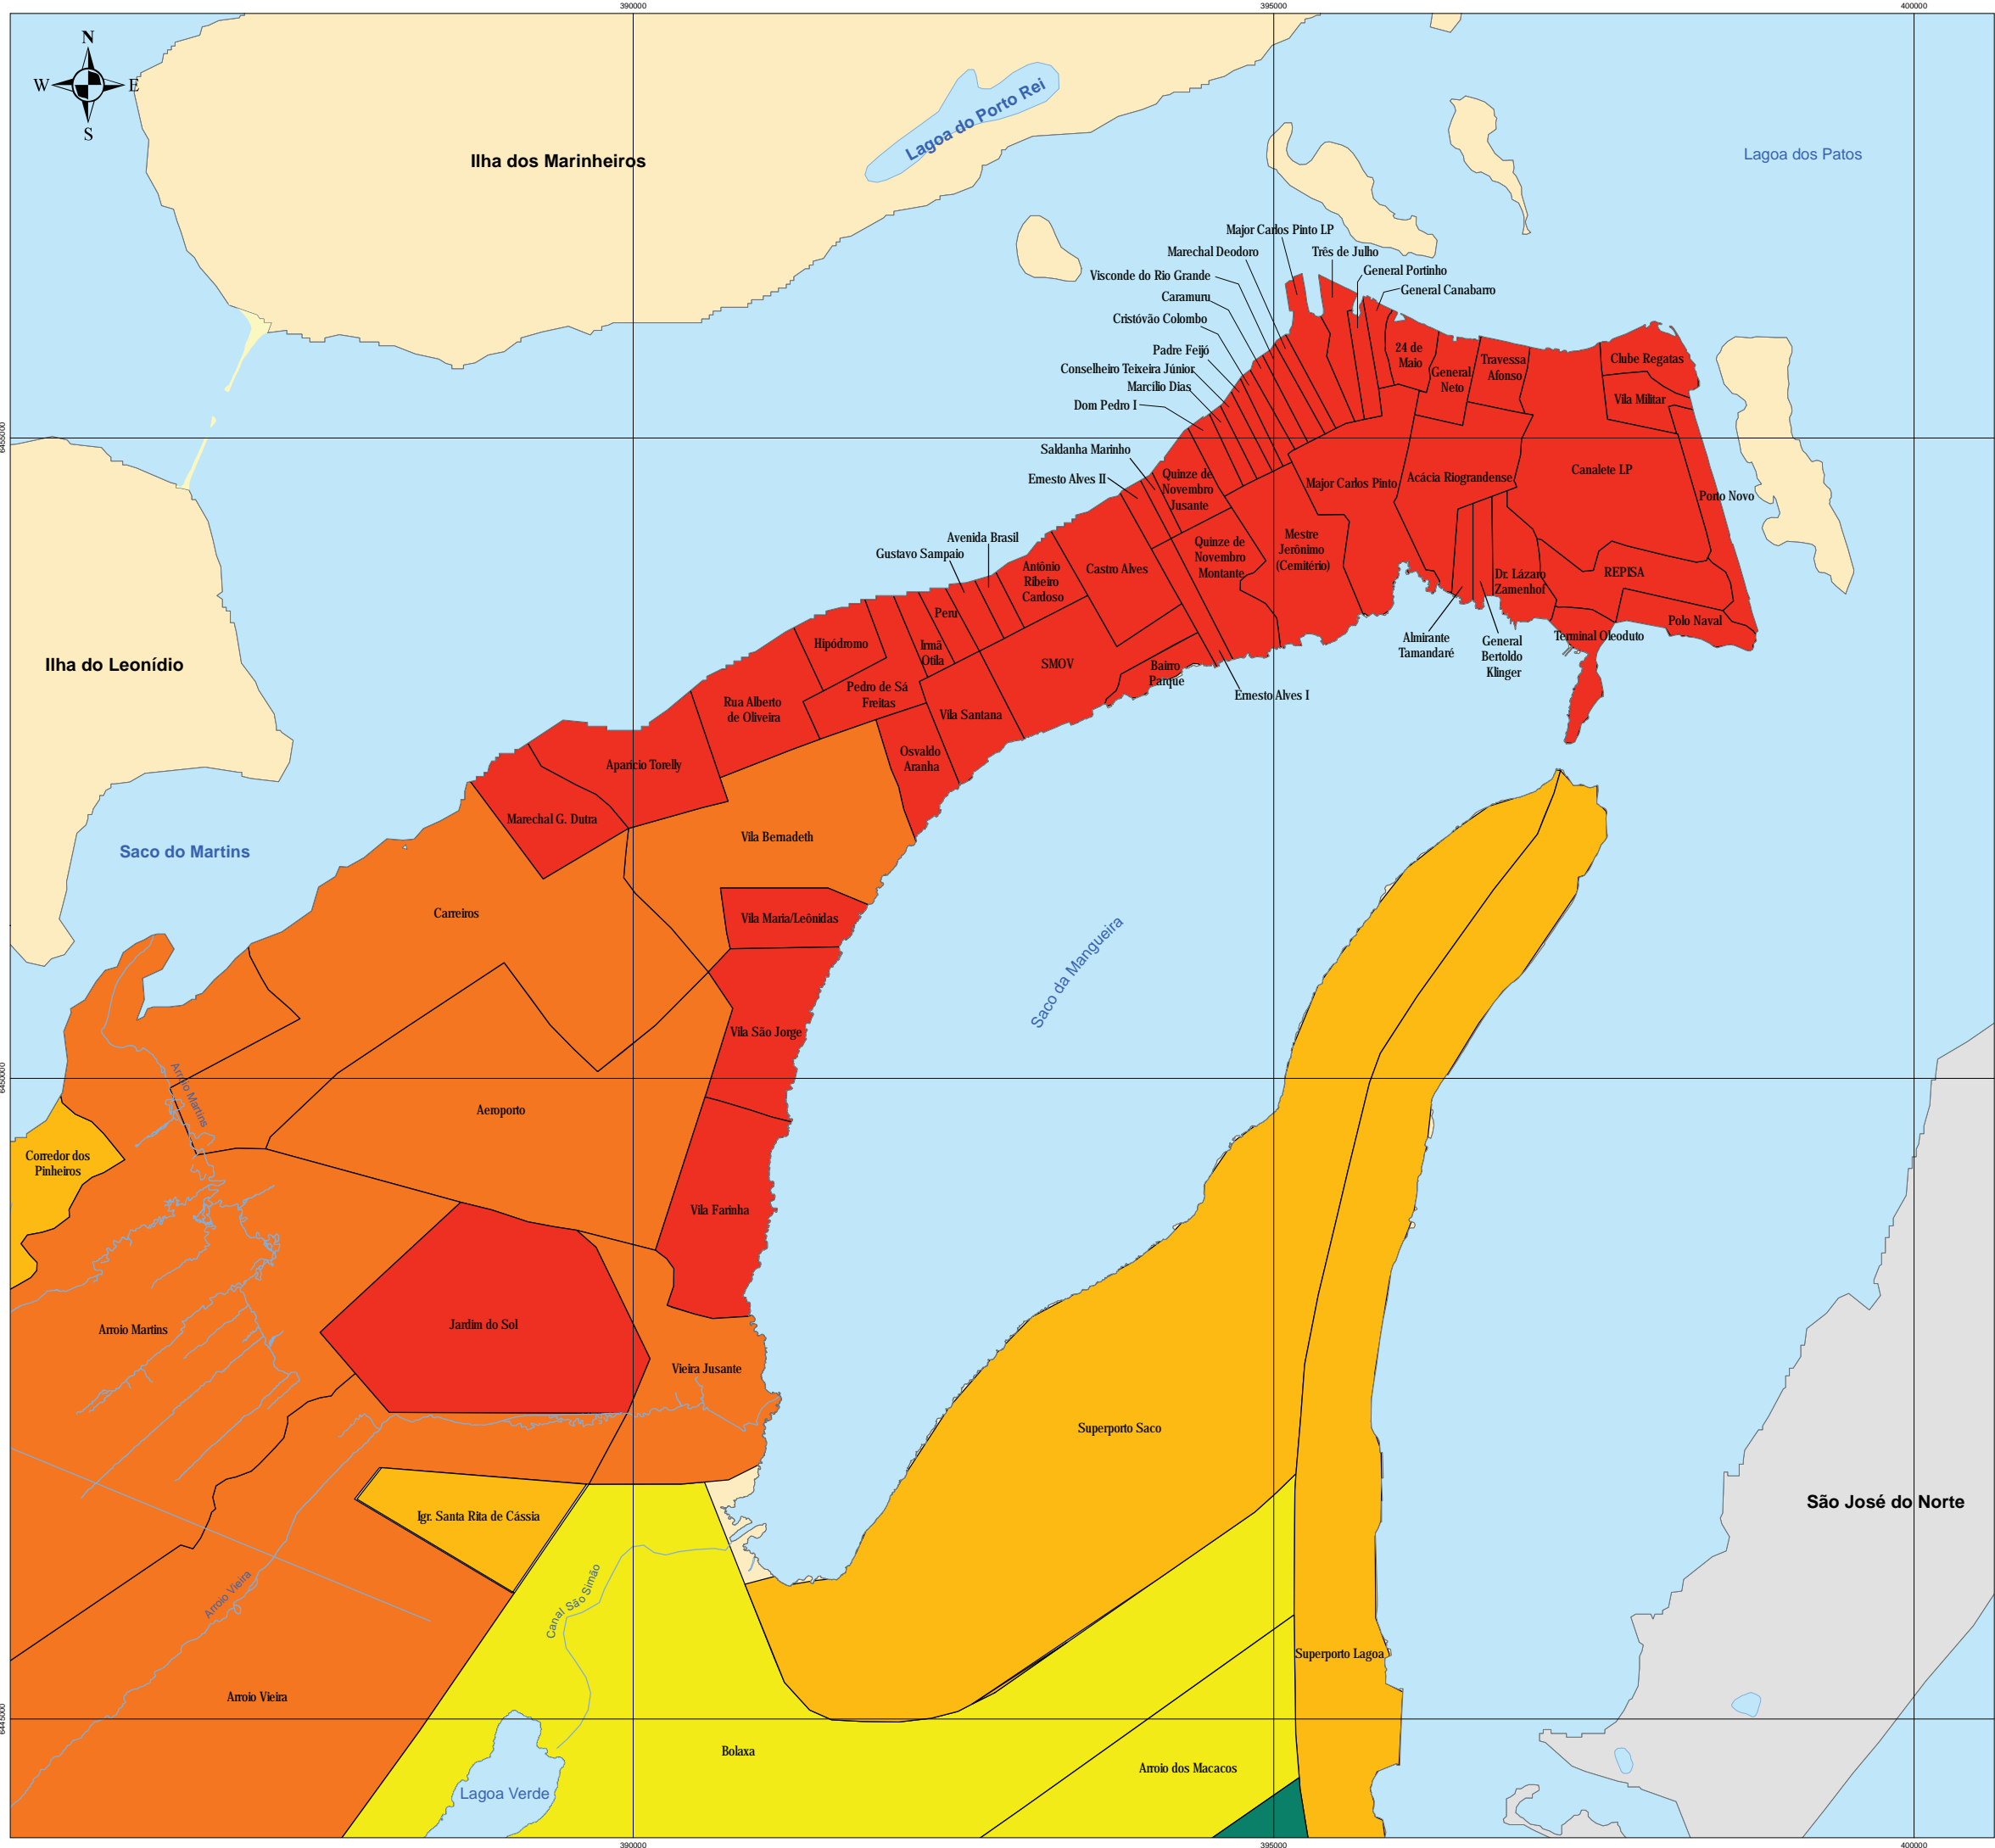 390000
395000
400000
N
W
E
S
Lagoa do Porto Rei
Ilha dos Marinheiros
Lagoa dos Patos
Major Carlos Pinto LP
Marechal Deodoro
Três de Julho
Visconde do Rio Grande
General Portinho
General Canabarro
Caramuru
Cristóvão Colombo
Padre Feijó
24 de
Maio
Travessa
Afonso
Clube Regatas
Conselheiro Teixeira Júnior
General
Neto
Marcílio Dias
Vila Militar
Dom Pedro I
6455000
Saldanha Marinho
Canalete LP
Ernesto Alves II
Quinze de
Novembro
Jusante
Major Carlos Pinto
Acácia Riograndense
Porto Novo
Avenida Brasil
Gustavo Sampaio
Quinze de
Novembro
Montante
Mestre
Jerônimo
(Cemitério)
Antônio
Ribeiro
Cardoso
Castro Alves
Dr. Lázaro
Zamenhof
REPISA
Peru
Polo Naval
Hipódromo
Irmã
Otila
Terminal Oleoduto
Almirante
Tamandaré
General
Bertoldo
Klinger
SMOV
Bairro
Parque
Ilha do Leonídio
Pedro de Sá
Freitas
Ernesto Alves I
Rua Alberto
de Oliveira
Vila Santana
Osvaldo
Aranha
Aparicio Torelly
Marechal G. Dutra
Vila Bernadeth
Saco do Martins
Carreiros
Vila Maria/Leônidas
Saco da Mangueira
Vila São Jorge
6450000
Arroio Martins
Aeroporto
Corredor dos
Pinheiros
Vila Farinha
Arroio Martins
Jardim do Sol
Vieira Jusante
Superporto Saco
São José do Norte
Igr. Santa Rita de Cássia
Canal São Simão
Arroio Vieira
Superporto Lagoa
Arroio Vieira
6445000
Bolaxa
Arroio dos Macacos
Lagoa Verde
390000
395000
400000